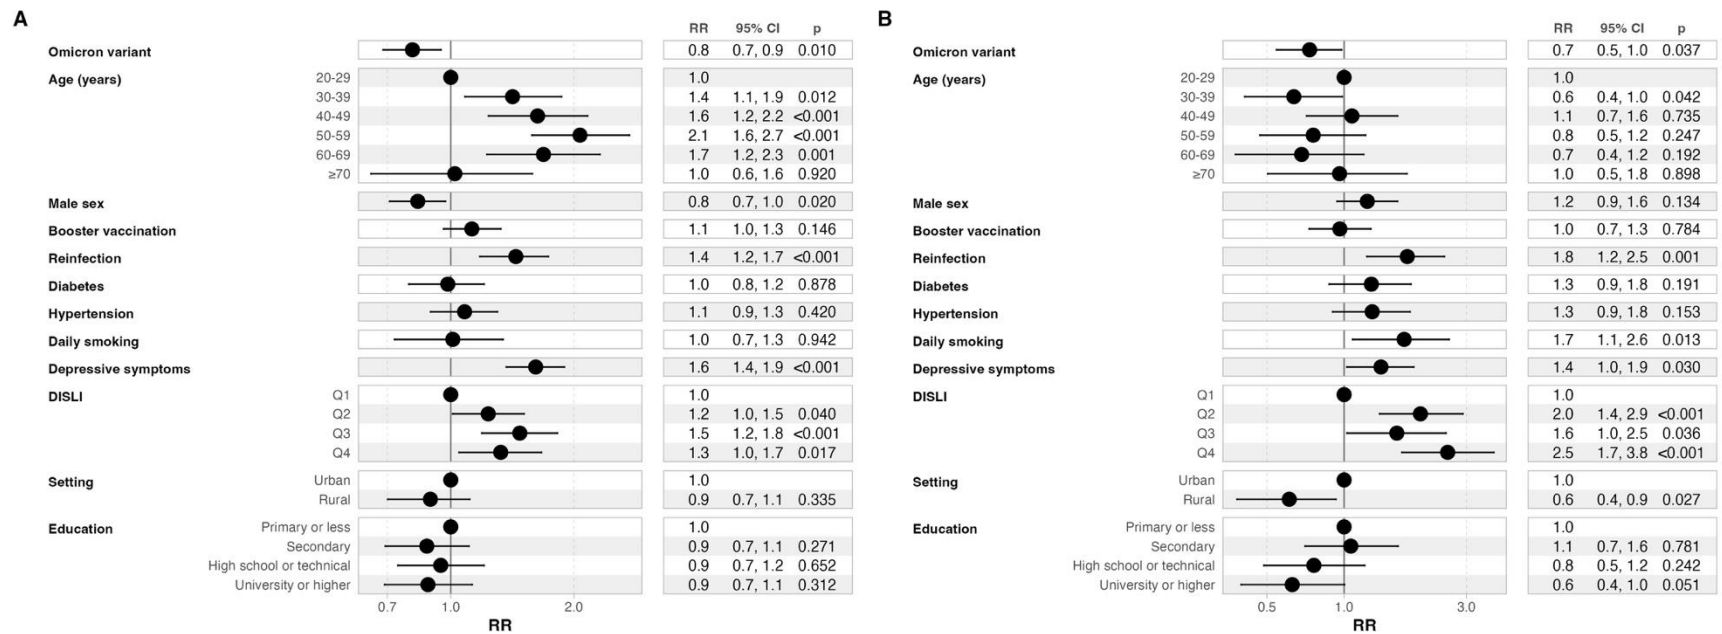 A
RR 95% CI p
Omicron variant 0.8 0.7, 0.9 0.010
Age (years) 20-29 1.0
30-39 1.4 1.1, 1.9 0.012
40-49 1.6 1.2, 2.2 <0.001
50-59 2.1 1.6, 2.7 <0.001
60-69 1.7 1.2, 2.3 0.001
≥70 1.0 0.6, 1.6 0.920
Male sex 0.8 0.7, 1.0 0.020
Booster vaccination 1.1 1.0, 1.3 0.146
Reinfection 1.4 1.2, 1.7 <0.001
Diabetes 1.0 0.8, 1.2 0.878
Hypertension 1.1 0.9, 1.3 0.420
Daily smoking 1.0 0.7, 1.3 0.942
Depressive symptoms 1.6 1.4, 1.9 <0.001
DISLI Q1 1.0
Q2 1.2 1.0, 1.5 0.040
Q3 1.5 1.2, 1.8 <0.001
Q4 1.3 1.0, 1.7 0.017
Setting Urban 1.0
Rural 0.9 0.7, 1.1 0.335
Education Primary or less 1.0
Secondary 0.9 0.7, 1.1 0.271
High school or technical 0.9 0.7, 1.2 0.652
University or higher 0.9 0.7, 1.1 0.312
0.7 1.0 2.0
RR
B
RR 95% CI p
Omicron variant 0.7 0.5, 1.0 0.037
Age (years) 20-29 1.0
30-39 0.6 0.4, 1.0 0.042
40-49 1.1 0.7, 1.6 0.735
50-59 0.8 0.5, 1.2 0.247
60-69 0.7 0.4, 1.2 0.192
≥70 1.0 0.5, 1.8 0.898
Male sex 1.2 0.9, 1.6 0.134
Booster vaccination 1.0 0.7, 1.3 0.784
Reinfection 1.8 1.2, 2.5 0.001
Diabetes 1.3 0.9, 1.8 0.191
Hypertension 1.3 0.9, 1.8 0.153
Daily smoking 1.7 1.1, 2.6 0.013
Depressive symptoms 1.4 1.0, 1.9 0.030
DISLI Q1 1.0
Q2 2.0 1.4, 2.9 <0.001
Q3 1.6 1.0, 2.5 0.036
Q4 2.5 1.7, 3.8 <0.001
Setting Urban 1.0
Rural 0.6 0.4, 0.9 0.027
Education Primary or less 1.0
Secondary 1.1 0.7, 1.6 0.781
High school or technical 0.8 0.5, 1.2 0.242
University or higher 0.6 0.4, 1.0 0.051
0.5 1.0 3.0
RR